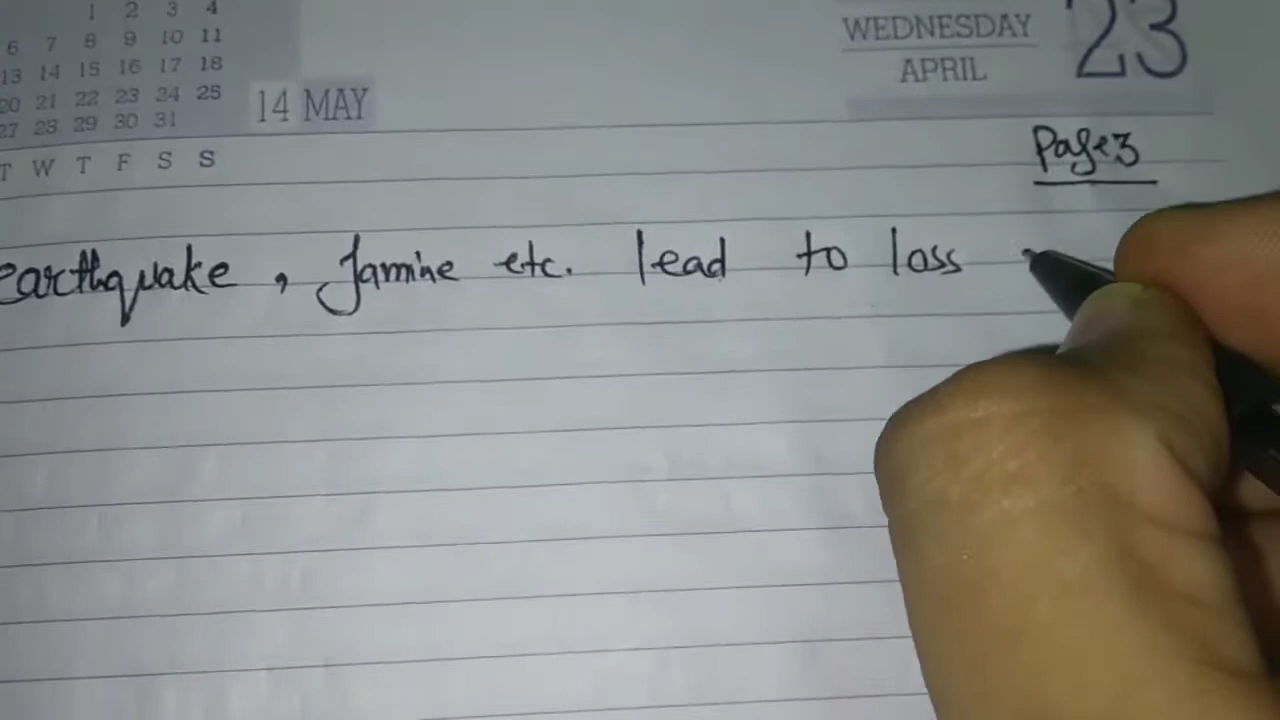 1 2 3 4
6 7 8 9 10 11
13 14 15 16 17 18
20 21 22 23 24 25
27 28 29 30 31
T W T F S S
14 MAY
WEDNESDAY
APRIL
23
Page 3
earthquake, famine etc. lead to loss